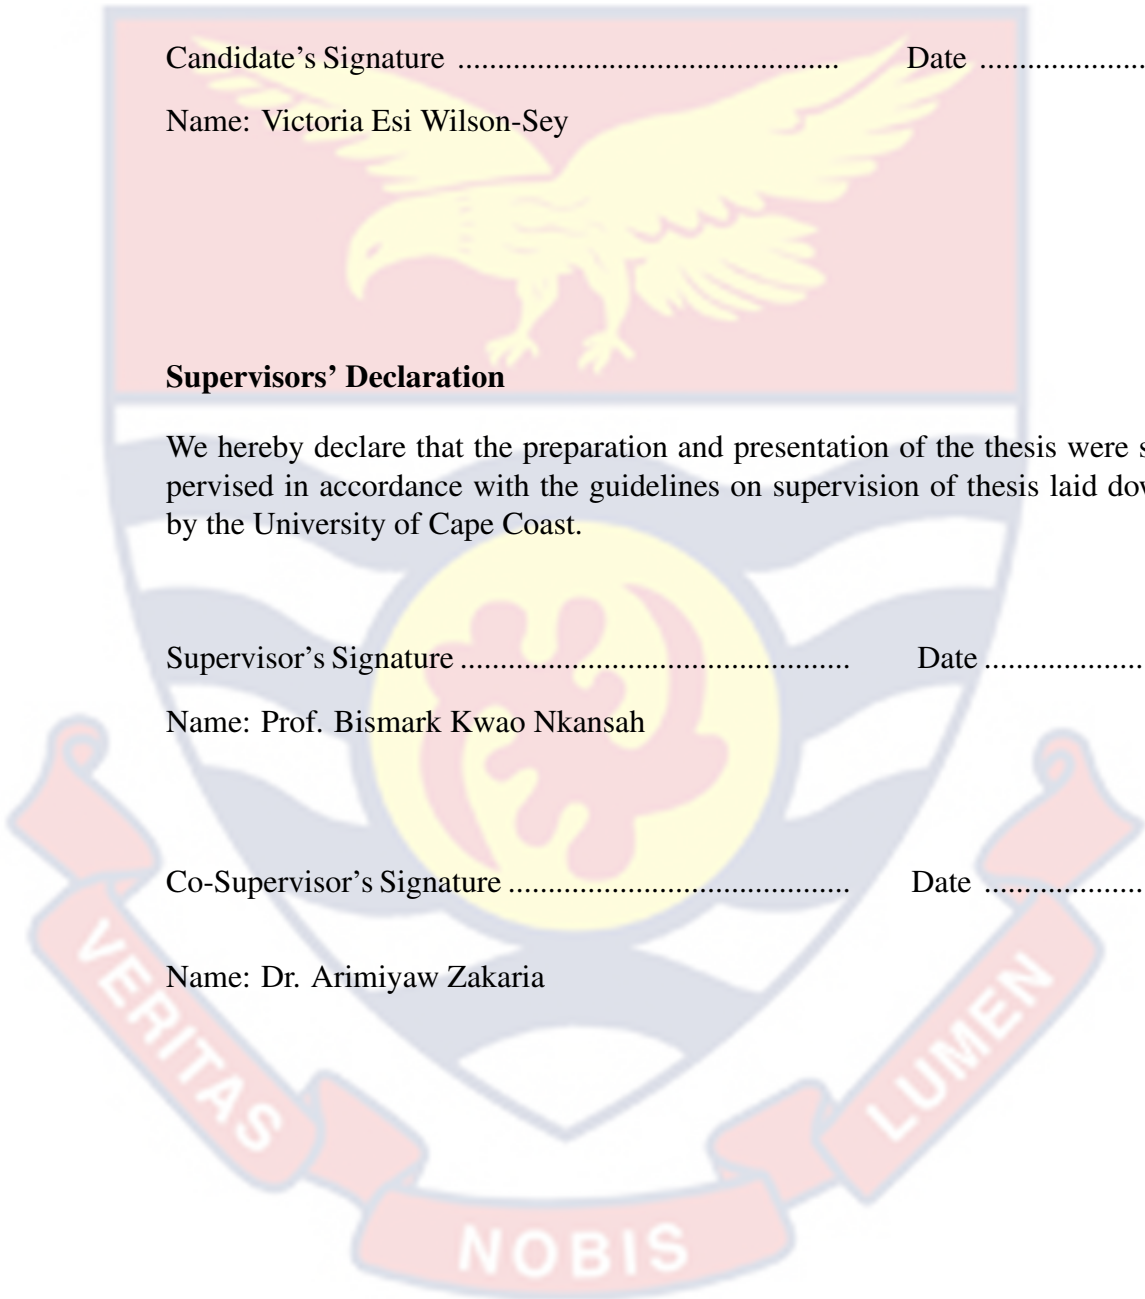 Candidate's Signature ................................................ Date .....................
Name: Victoria Esi Wilson-Sey
Supervisors' Declaration
We hereby declare that the preparation and presentation of the thesis were s
pervised in accordance with the guidelines on supervision of thesis laid dow
by the University of Cape Coast.
Supervisor's Signature ................................................. Date ....................
Name: Prof. Bismark Kwao Nkansah
Co-Supervisor's Signature ........................................... Date ....................
Name: Dr. Arimiyaw Zakaria
VERITAS
NOBIS
LUMEN